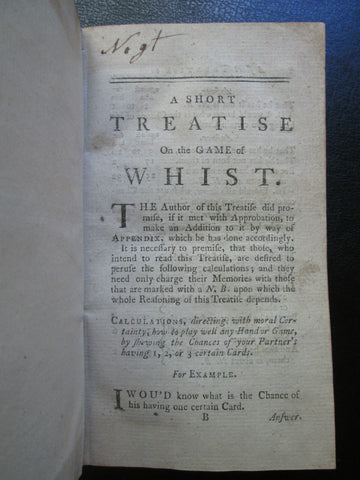 A SHORT
TREATISE
On the GAME of
WHIST.
THE Author of this Treatiſe did pro-
miſe, if it met with Approbation, to
make an Addition to it by way of
APPENDIX, which he has done accordingly.
It is neceſſary to premiſe, that thoſe, who
intend to read this Treatiſe, are deſired to
peruſe the following calculations; and they
need only charge their Memories with thoſe
that are marked with a N. B. upon which the
whole Reaſoning of this Treatiſe depends.
CALCULATIONS, directing, with moral Cer-
tainty, how to play well any Hand or Game,
by ſhewing the Chances of your Partner's
having 1, 2, or 3 certain Cards.
For EXAMPLE.
I WOU'D know what is the Chance of
his having one certain Card.
B Anſwer.